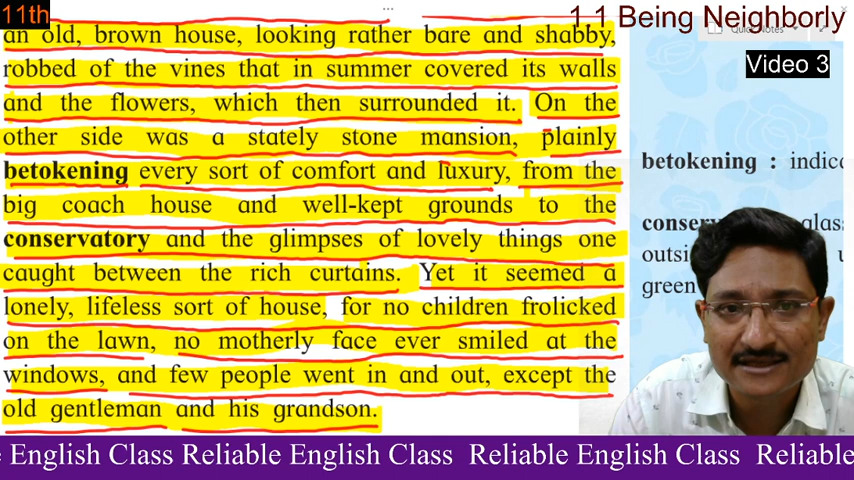 11th
1.1 Being Neighborly
Video 3
an old, brown house, looking rather bare and shabby,
robbed of the vines that in summer covered its walls
and the flowers, which then surrounded it. On the
other side was a stately stone mansion, plainly
betokening every sort of comfort and luxury, from the
big coach house and well-kept grounds to the
conservatory and the glimpses of lovely things one
caught between the rich curtains. Yet it seemed a
lonely, lifeless sort of house, for no children frolicked
on the lawn, no motherly face ever smiled at the
windows, and few people went in and out, except the
old gentleman and his grandson.
betokening :
outsi
green
English Class Reliable English Class Reliable English Class Reliable